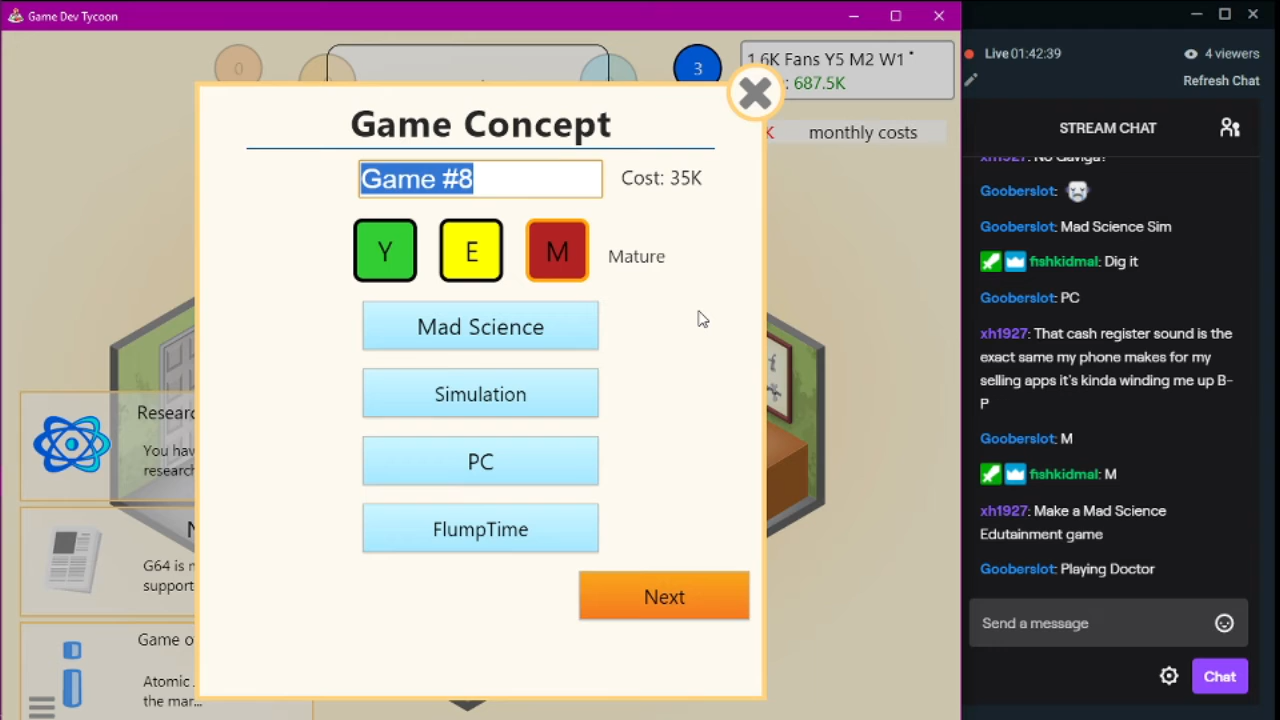 Game Dev Tycoon
0
3
1.6K Fans Y5 M2 W1
: 687.5K
K monthly costs
Game Concept
Game #8
Cost: 35K
Y
E
M
Mature
Mad Science
Simulation
PC
FlumpTime
Next
Researc
You hav
researc
N
G64 is n
support
Game o
Atomic
the mar...
Live 01:42:39
4 viewers
Refresh Chat
STREAM CHAT
xh1927: No Gaviga?
Gooberslot:
Gooberslot: Mad Science Sim
fishkidmal: Dig it
Gooberslot: PC
xh1927: That cash register sound is the
exact same my phone makes for my
selling apps it's kinda winding me up B-
P
Gooberslot: M
fishkidmal: M
xh1927: Make a Mad Science
Edutainment game
Gooberslot: Playing Doctor
Send a message
Chat